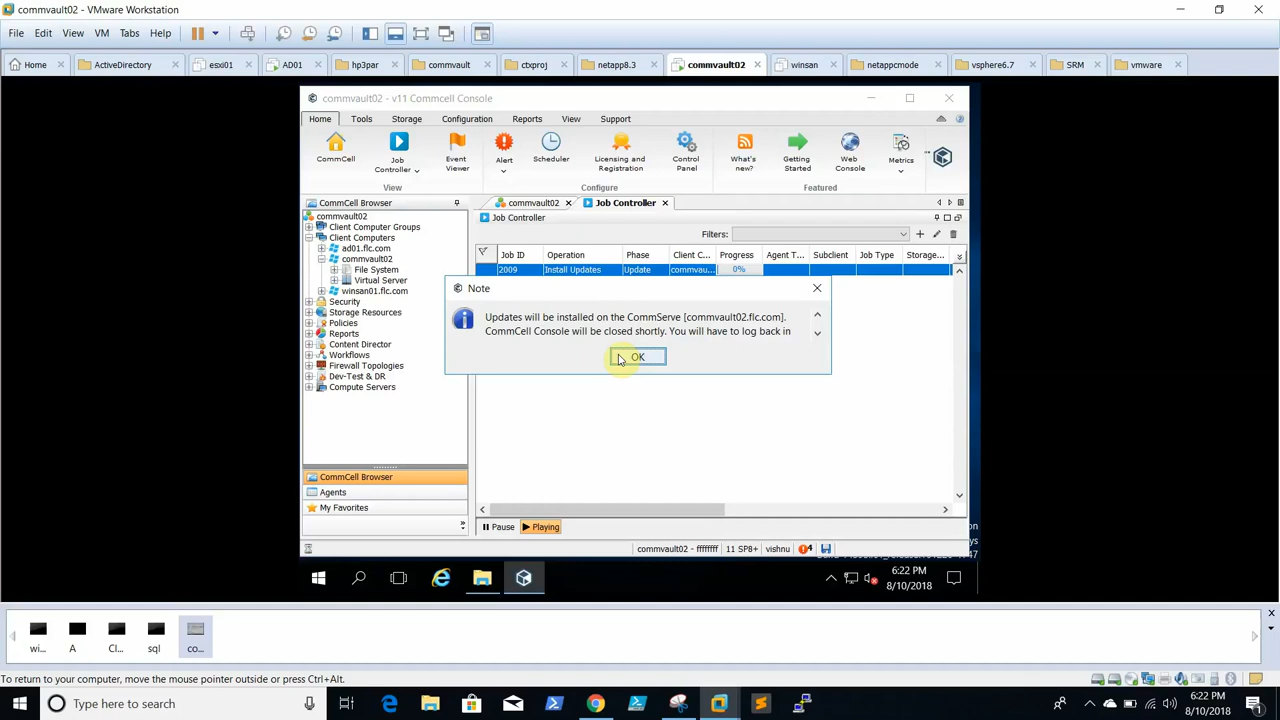 commvault02 - VMware Workstation
File Edit View VM Tabs Help
Home ActiveDirectory esxi01 AD01 hp3par commvault ctxproj netapp8.3 commvault02 winsan netappcmode vsphere6.7 SRM vmware
commvault02 - v11 Commcell Console
Home Tools Storage Configuration Reports View Support
CommCell Job Controller Event Viewer Alert Scheduler Licensing and Registration Control Panel What's new? Getting Started Web Console Metrics
View Configure Featured
CommCell Browser
commvault02 Job Controller
commvault02
Job Controller
Client Computer Groups
Filters:
Client Computers
ad01.flc.com
Job ID Operation Phase Client C... Progress Agent T... Subclient Job Type Storage...
commvault02
File System
2009 Install Updates Update commvau... 0%
Virtual Server
winsan01.flc.com
Security
Storage Resources
Policies
Reports
Content Director
Workflows
Firewall Topologies
Dev-Test & DR
Compute Servers
Note
Updates will be installed on the CommServe [commvault02.flc.com].
CommCell Console will be closed shortly. You will have to log back in
OK
CommCell Browser
Agents
My Favorites
Pause Playing
commvault02 - ffffffff 11 SP8+ vishnu 4
6:22 PM
8/10/2018
wi... A Cl... sql co...
To return to your computer, move the mouse pointer outside or press Ctrl+Alt.
Type here to search
6:22 PM
8/10/2018